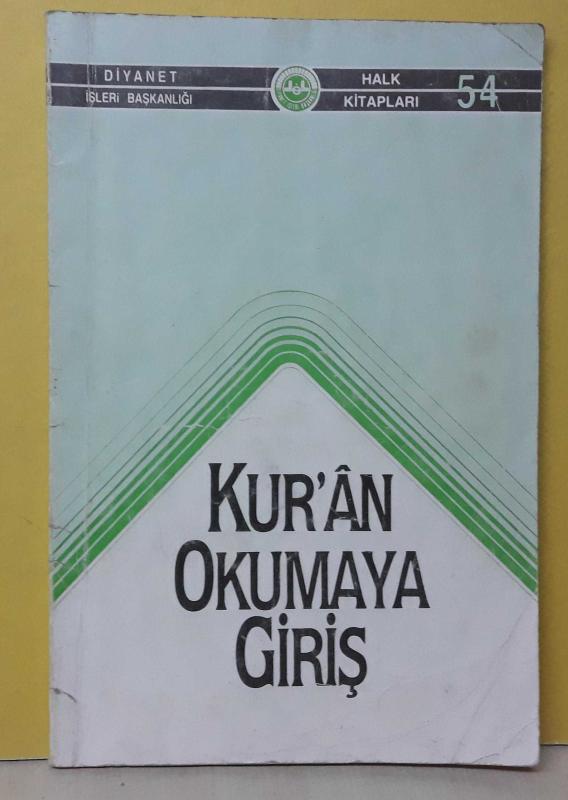 DİYANET
İŞLERİ BAŞKANLIĞI
HALK
KİTAPLARI
54
KUR'ÂN
OKUMAYA
GİRİŞ